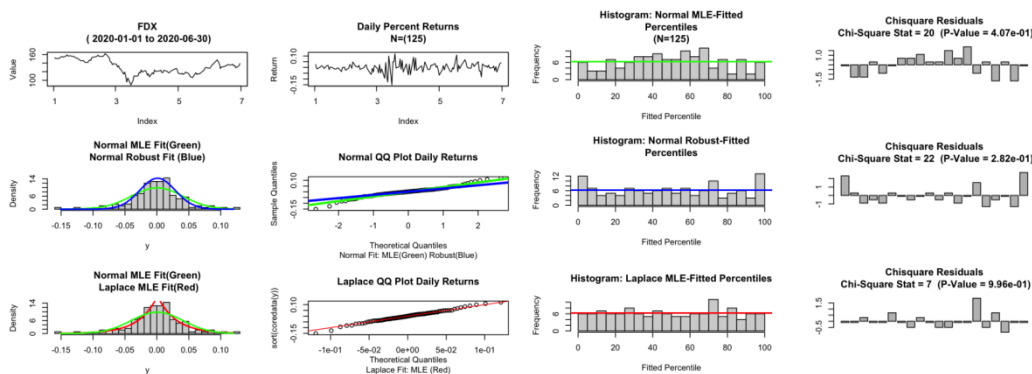 FDX
( 2020-01-01 to 2020-06-30)
Value
100
160
1
3
5
7
Index
Daily Percent Returns
N=(125)
Return
-0.15
0.10
1
3
5
7
Index
Histogram: Normal MLE-Fitted
Percentiles
(N=125)
Frequency
0
6
0
20
40
60
80
100
Fitted Percentile
Chisquare Residuals
Chi-Square Stat = 20 (P-Value = 4.07e-01)
-1.5
1.0
Normal MLE Fit(Green)
Normal Robust Fit (Blue)
Density
0
6
14
-0.15
-0.10
-0.05
0.00
0.05
0.10
y
Normal QQ Plot Daily Returns
Sample Quantiles
-0.15
0.10
-2
-1
0
1
2
Theoretical Quantiles
Normal Fit: MLE(Green) Robust(Blue)
Histogram: Normal Robust-Fitted
Percentiles
Frequency
0
6
12
0
20
40
60
80
100
Fitted Percentile
Chisquare Residuals
Chi-Square Stat = 22 (P-Value = 2.82e-01)
-1
1
Normal MLE Fit(Green)
Laplace MLE Fit(Red)
Density
0
6
14
-0.15
-0.10
-0.05
0.00
0.05
0.10
y
Laplace QQ Plot Daily Returns
sort(coredata(y))
-0.15
0.10
-1e-01
-5e-02
0e+00
5e-02
1e-01
Theoretical Quantiles
Laplace Fit: MLE (Red)
Histogram: Laplace MLE-Fitted Percentiles
Frequency
0
6
0
20
40
60
80
100
Fitted Percentile
Chisquare Residuals
Chi-Square Stat = 7 (P-Value = 9.96e-01)
-0.5
1.5